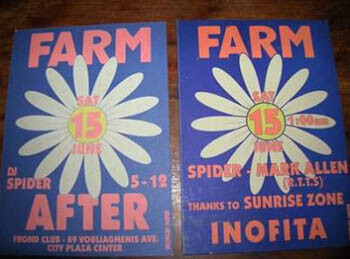 FARM
SAT
15
JUNE
DJ
SPIDER
5 - 12
AFTER
FROND CLUB - 89 VOULIAGMENIS AVE.
CITY PLAZA CENTER
FARM
SAT
15
1:00am
JUNE
SPIDER - MARK ALLEN
(R.T.T.S)
THANKS TO SUNRISE ZONE
INOFITA